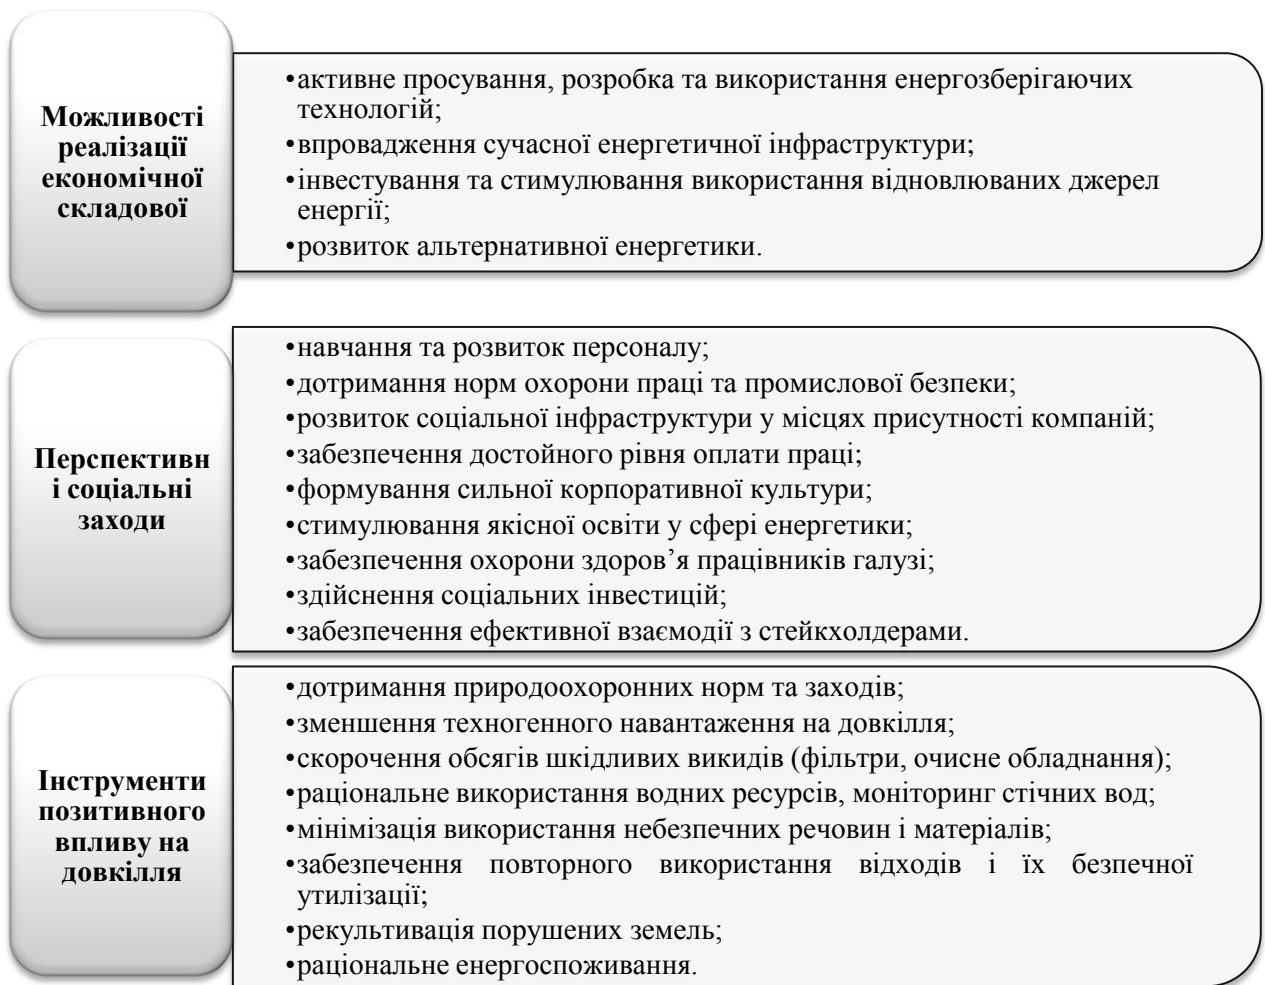 Можливості
реалізації
економічної
складової
•активне просування, розробка та використання енергозберігаючих
технологій;
•впровадження сучасної енергетичної інфраструктури;
•інвестування та стимулювання використання відновлюваних джерел
енергії;
•розвиток альтернативної енергетики.
Перспективн
і соціальні
заходи
•навчання та розвиток персоналу;
•дотримання норм охорони праці та промислової безпеки;
•розвиток соціальної інфраструктури у місцях присутності компаній;
•забезпечення достойного рівня оплати праці;
•формування сильної корпоративної культури;
•стимулювання якісної освіти у сфері енергетики;
•забезпечення охорони здоров’я працівників галузі;
•здійснення соціальних інвестицій;
•забезпечення ефективної взаємодії з стейкхолдерами.
Інструменти
позитивного
впливу на
довкілля
•дотримання природоохоронних норм та заходів;
•зменшення техногенного навантаження на довкілля;
•скорочення обсягів шкідливих викидів (фільтри, очисне обладнання);
•раціональне використання водних ресурсів, моніторинг стічних вод;
•мінімізація використання небезпечних речовин і матеріалів;
•забезпечення повторного використання відходів і їх безпечної
утилізації;
•рекультивація порушених земель;
•раціональне енергоспоживання.